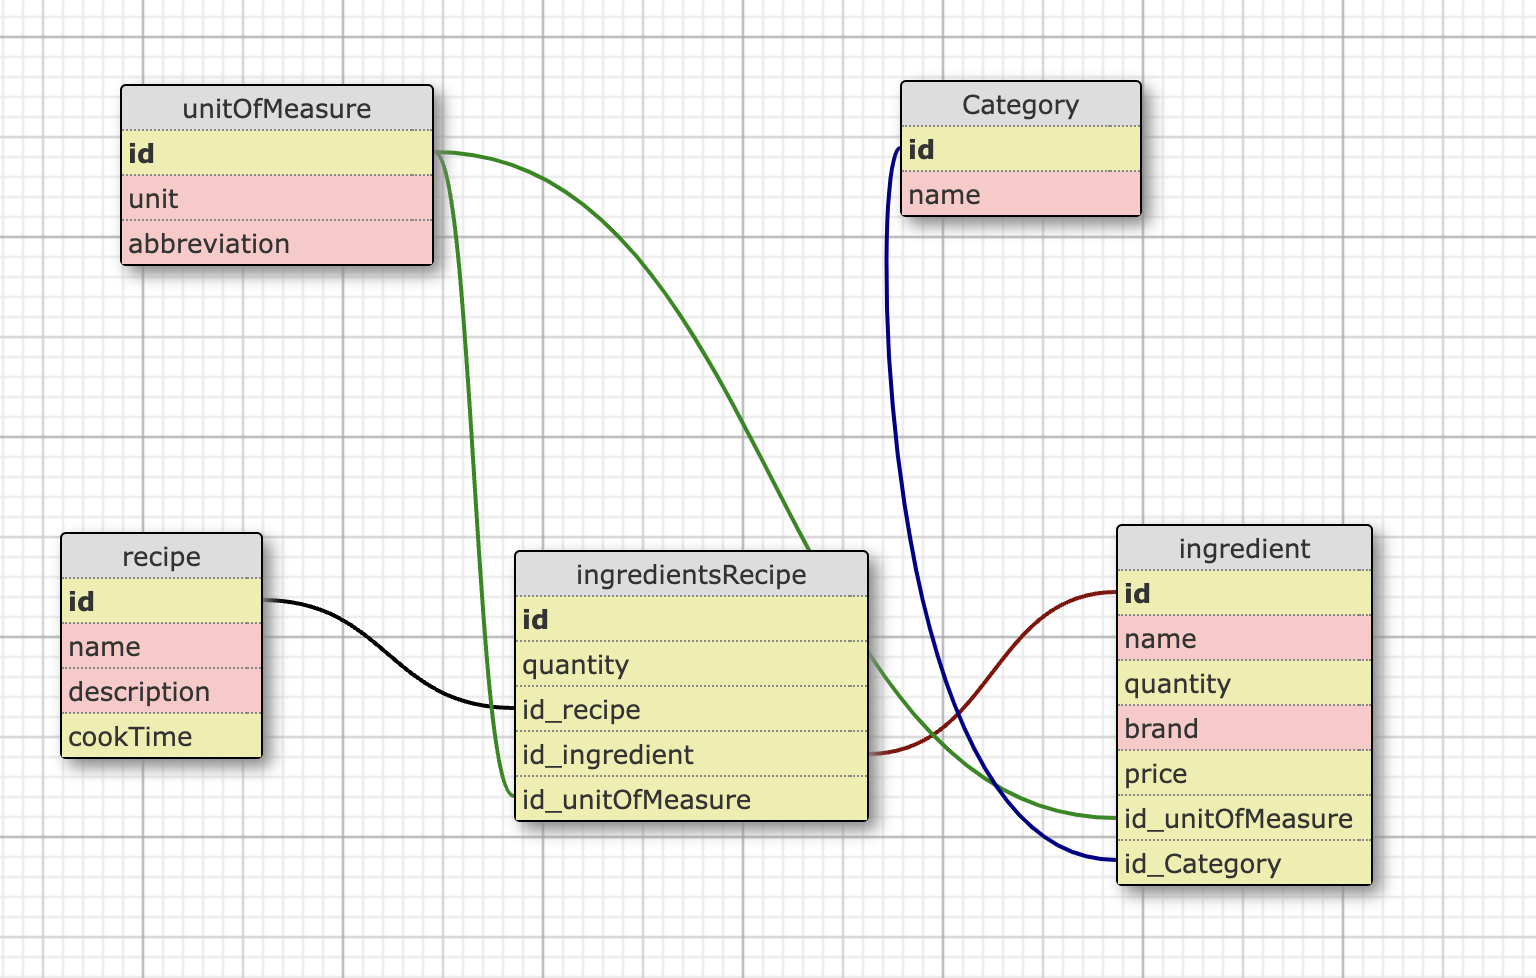 unitOfMeasure
id
unit
abbreviation
Category
id
name
recipe
id
name
description
cookTime
ingredientsRecipe
id
quantity
id_recipe
id_ingredient
id_unitOfMeasure
ingredient
id
name
quantity
brand
price
id_unitOfMeasure
id_Category